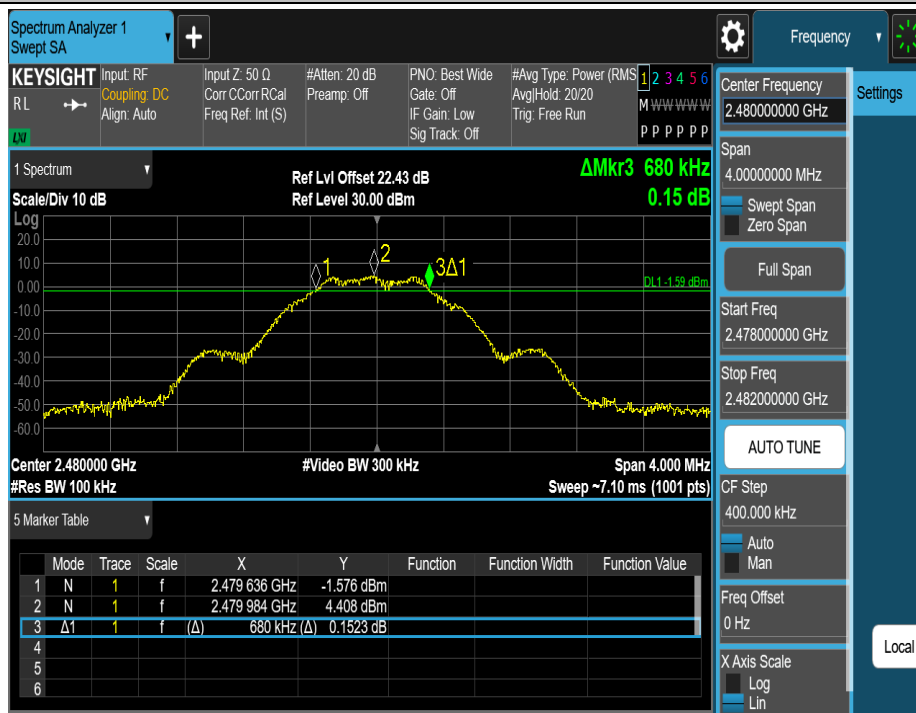 Spectrum Analyzer 1
Swept SA
+
Frequency
KEYSIGHT
RL
LXI
Input: RF
Coupling: DC
Align: Auto
Input Z: 50 Ω
Corr CCorr RCal
Freq Ref: Int (S)
#Atten: 20 dB
Preamp: Off
PNO: Best Wide
Gate: Off
IF Gain: Low
Sig Track: Off
#Avg Type: Power (RMS
Avg|Hold: 20/20
Trig: Free Run
1 2 3 4 5 6
M W W W W W
P P P P P P
1 Spectrum
Scale/Div 10 dB
Ref Lvl Offset 22.43 dB
Ref Level 30.00 dBm
ΔMkr3 680 kHz
0.15 dB
Log
20.0
10.0
0.00
-10.0
-20.0
-30.0
-40.0
-50.0
-60.0
1
2
3Δ1
DL1 -1.59 dBm
Center 2.480000 GHz
#Video BW 300 kHz
Span 4.000 MHz
#Res BW 100 kHz
Sweep ~7.10 ms (1001 pts)
5 Marker Table
Mode Trace Scale X Y Function Function Width Function Value
1 N 1 f 2.479 636 GHz -1.576 dBm
2 N 1 f 2.479 984 GHz 4.408 dBm
3 Δ1 1 f (Δ) 680 kHz (Δ) 0.1523 dB
4
5
6
Center Frequency
2.480000000 GHz
Settings
Span
4.00000000 MHz
Swept Span
Zero Span
Full Span
Start Freq
2.478000000 GHz
Stop Freq
2.482000000 GHz
AUTO TUNE
CF Step
400.000 kHz
Auto
Man
Freq Offset
0 Hz
Local
X Axis Scale
Log
Lin